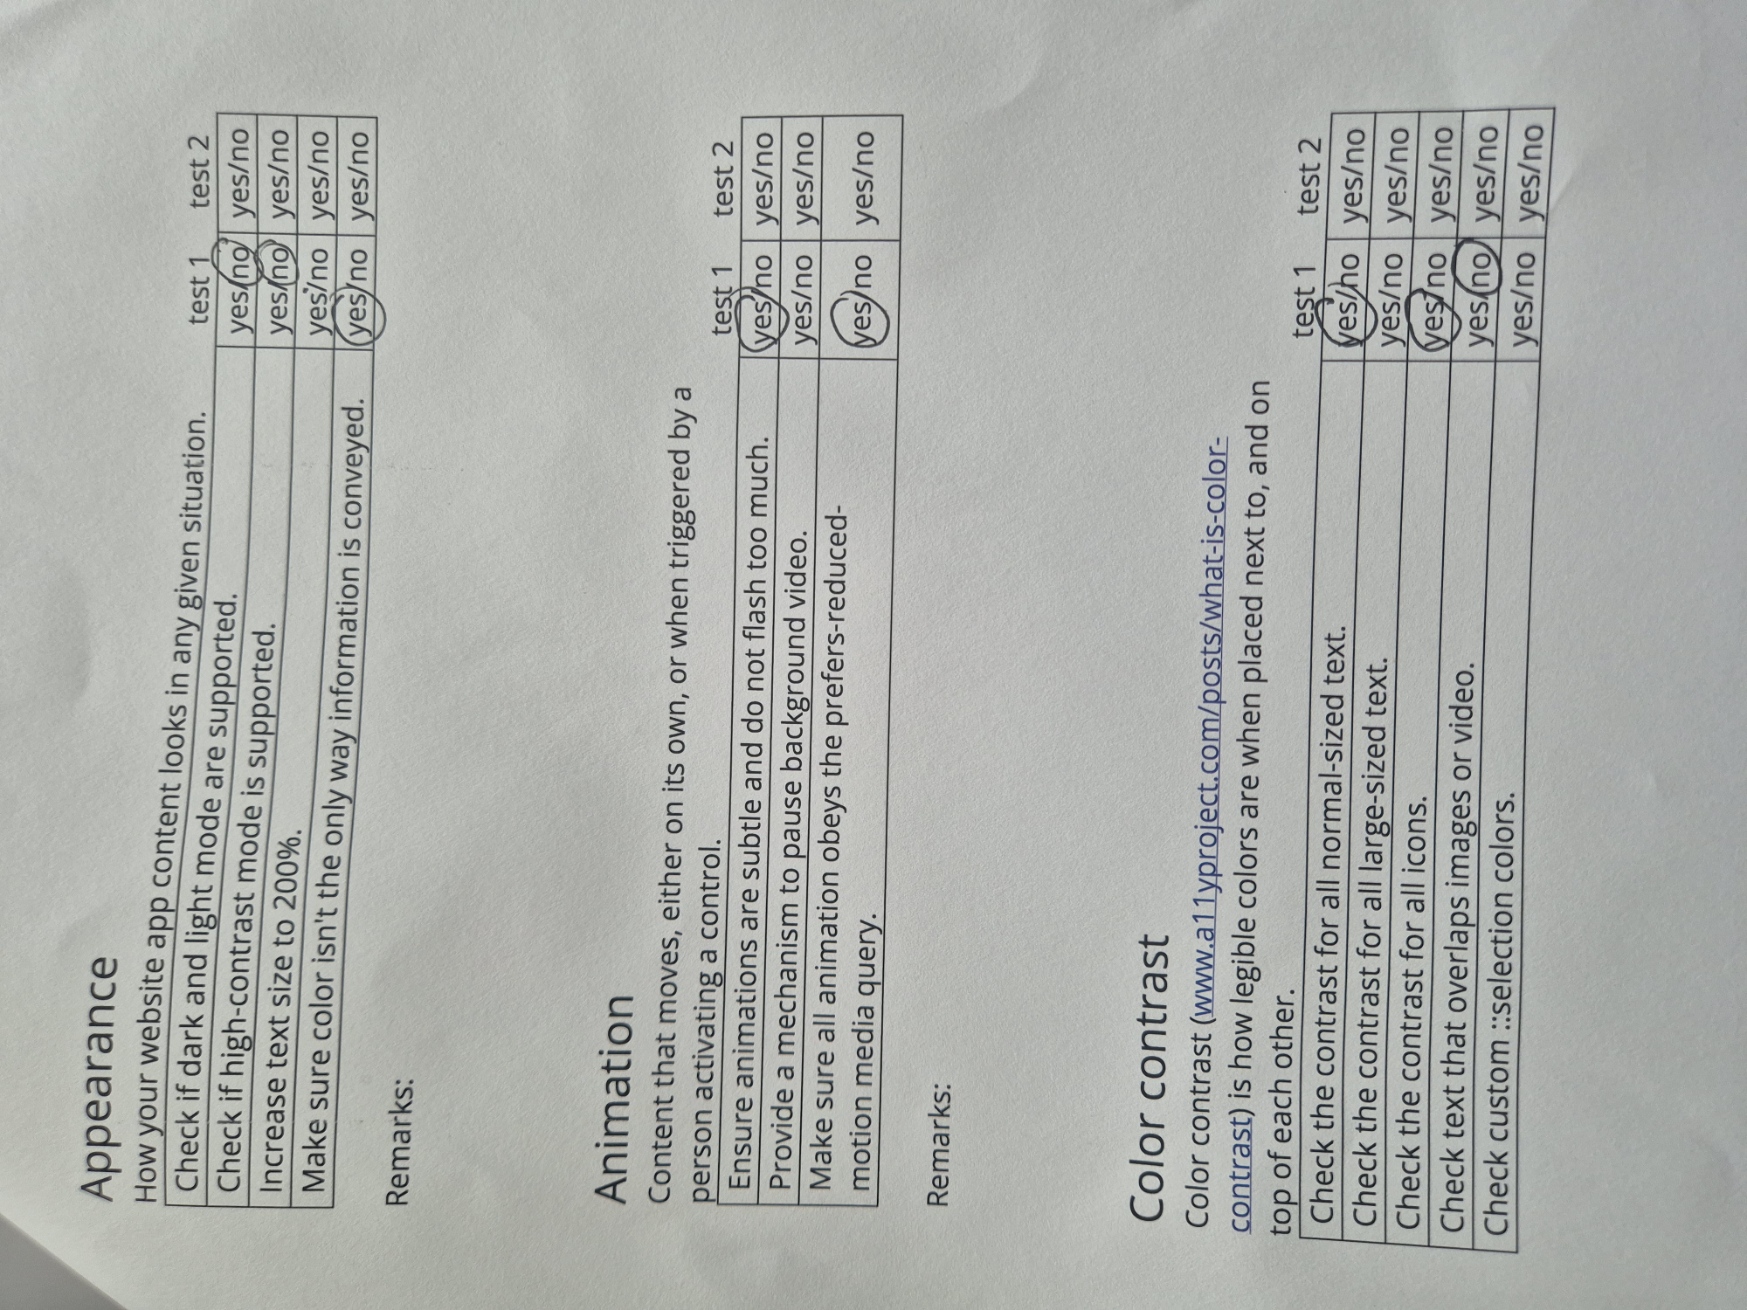 Appearance
How your website app content looks in any given situation.
test 1 test 2
Check if dark and light mode are supported. yes/no yes/no
Check if high-contrast mode is supported. yes/no yes/no
Increase text size to 200%. yes/no yes/no
Make sure color isn't the only way information is conveyed. yes/no yes/no
Remarks:
Animation
Content that moves, either on its own, or when triggered by a
person activating a control.
test 1 test 2
Ensure animations are subtle and do not flash too much. yes/no yes/no
Provide a mechanism to pause background video. yes/no yes/no
Make sure all animation obeys the prefers-reduced-
motion media query. yes/no yes/no
Remarks:
Color contrast
Color contrast (www.a11yproject.com/posts/what-is-color-
contrast) is how legible colors are when placed next to, and on
top of each other.
test 1 test 2
Check the contrast for all normal-sized text. yes/no yes/no
Check the contrast for all large-sized text. yes/no yes/no
Check the contrast for all icons. yes/no yes/no
Check text that overlaps images or video. yes/no yes/no
Check custom ::selection colors. yes/no yes/no